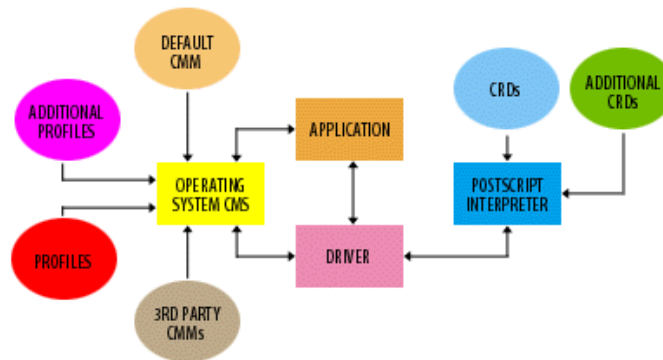 DEFAULT
CMM
ADDITIONAL
PROFILES
CRDs
ADDITIONAL
CRDs
APPLICATION
OPERATING
SYSTEM CMS
POSTSCRIPT
INTERPRETER
PROFILES
DRIVER
3RD PARTY
CMMs